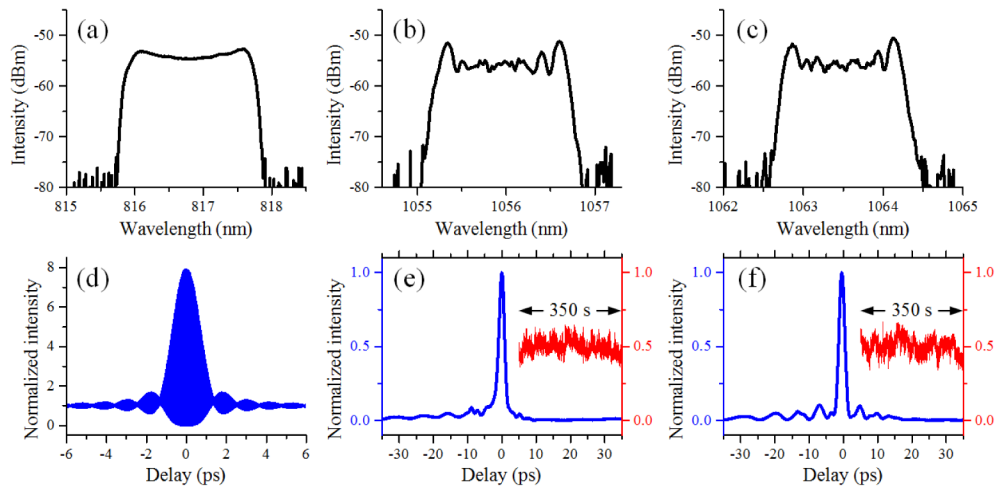 (a)
Intensity (dBm)
-50
-60
-70
-80
815 816 817 818
Wavelength (nm)
(b)
Intensity (dBm)
-50
-60
-70
-80
1055 1056 1057
Wavelength (nm)
(c)
Intensity (dBm)
-50
-60
-70
-80
1062 1063 1064 1065
Wavelength (nm)
(d)
Normalized intensity
8
6
4
2
0
-6 -4 -2 0 2 4 6
Delay (ps)
(e)
350 s
Normalized intensity
1.0
0.5
0.0
1.0
0.5
0.0
-30 -20 -10 0 10 20 30
Delay (ps)
(f)
350 s
Normalized intensity
1.0
0.5
0.0
1.0
0.5
0.0
-30 -20 -10 0 10 20 30
Delay (ps)